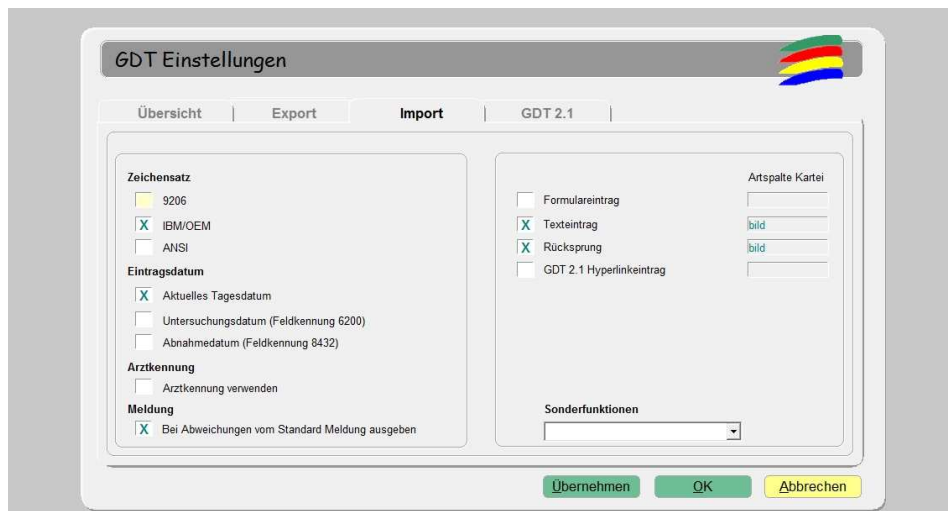 GDT Einstellungen
Übersicht | Export Import | GDT 2.1 |
Zeichensatz
9206
X IBM/OEM
ANSI
Eintragsdatum
X Aktuelles Tagesdatum
Untersuchungsdatum (Feldkennung 6200)
Abnahmedatum (Feldkennung 8432)
Arztkennung
Arztkennung verwenden
Meldung
X Bei Abweichungen vom Standard Meldung ausgeben
Artspalte Kartei
Formulareintrag
X Texteintrag bild
X Rücksprung bild
GDT 2.1 Hyperlinkeintrag
Sonderfunktionen
Übernehmen OK Abbrechen